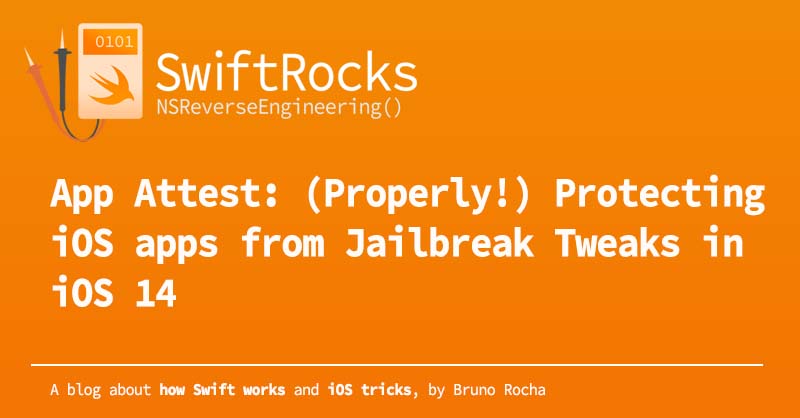 0101
SwiftRocks
NSReverseEngineering()
App Attest: (Properly!) Protecting
iOS apps from Jailbreak Tweaks in
iOS 14
A blog about how Swift works and iOS tricks, by Bruno Rocha